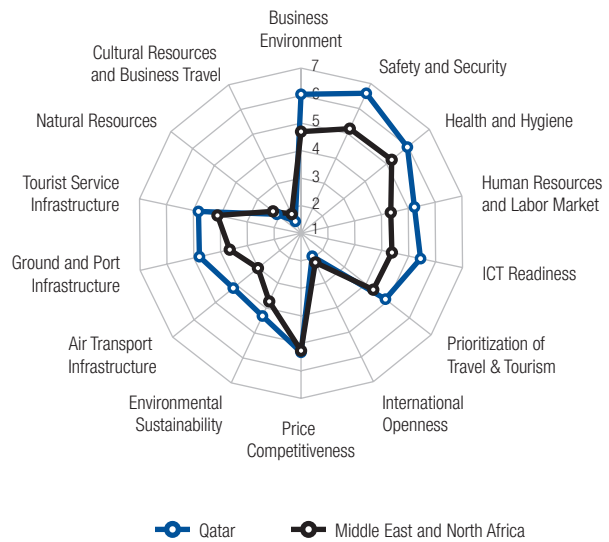 Business
Environment
Cultural Resources
and Business Travel
Safety and Security
Natural Resources
Health and Hygiene
Tourist Service
Infrastructure
Human Resources
and Labor Market
Ground and Port
Infrastructure
ICT Readiness
Air Transport
Infrastructure
Prioritization of
Travel & Tourism
Environmental
Sustainability
International
Openness
Price
Competitiveness
7
6
5
4
3
2
1
Qatar
Middle East and North Africa